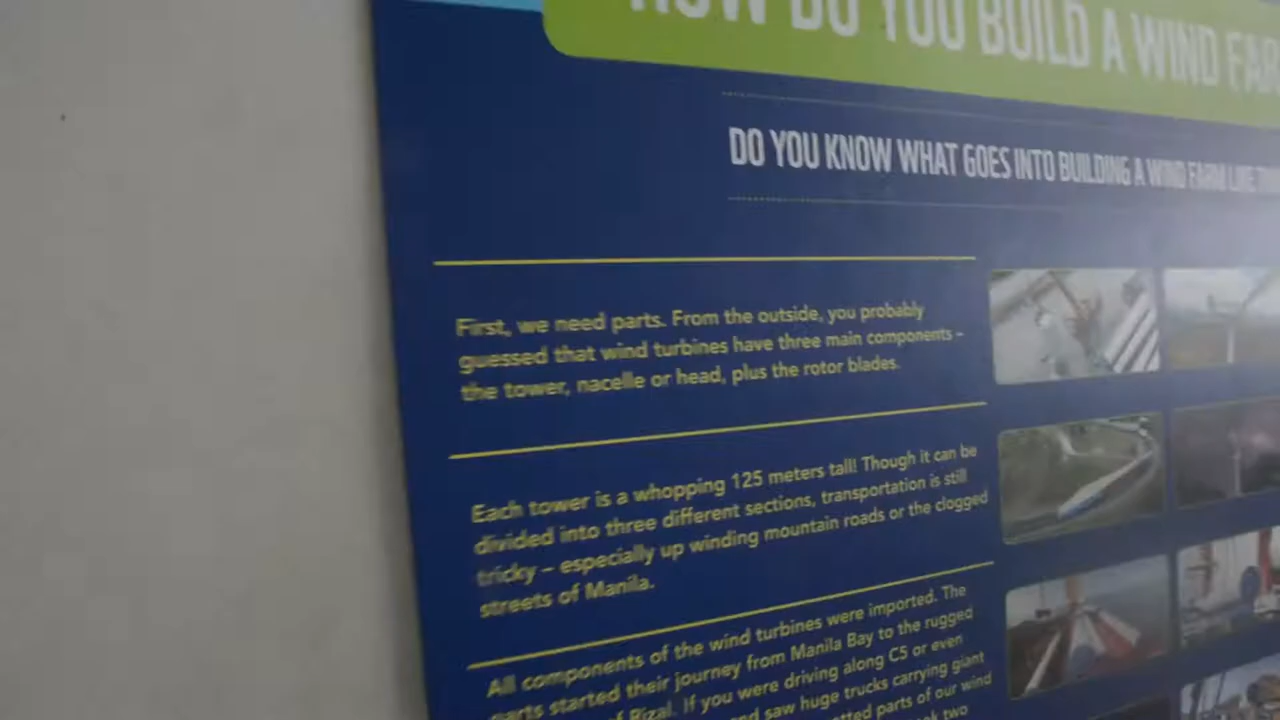 HOW DO YOU BUILD A WIND
DO YOU KNOW WHAT GOES INTO BUILDING A WIND FARM LIKE
First, we need parts. From the outside, you probably
guessed that wind turbines have three main components –
the tower, nacelle or head, plus the rotor blades.
Each tower is a whopping 125 meters tall! Though it can be
divided into three different sections, transportation is still
tricky – especially up winding mountain roads or the clogged
streets of Manila.
All components of the wind turbines were imported. The
parts started their journey from Manila Bay to the rugged
of Rizal. If you were driving along C5 or even
and saw huge trucks carrying giant
parts of our wind
two